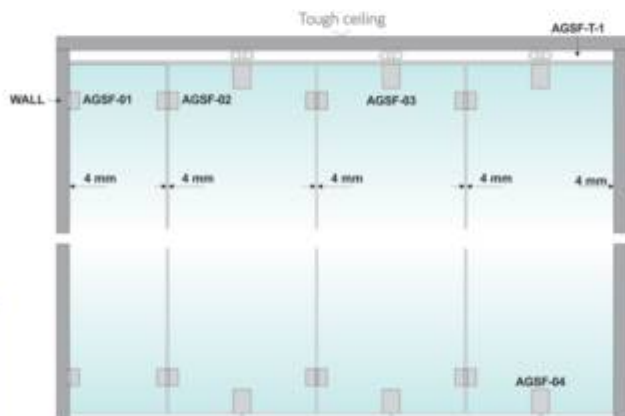 Tough ceiling
AGSF-T-1
WALL
AGSF-01
AGSF-02
AGSF-03
4 mm
4 mm
4 mm
4 mm
4 mm
AGSF-04